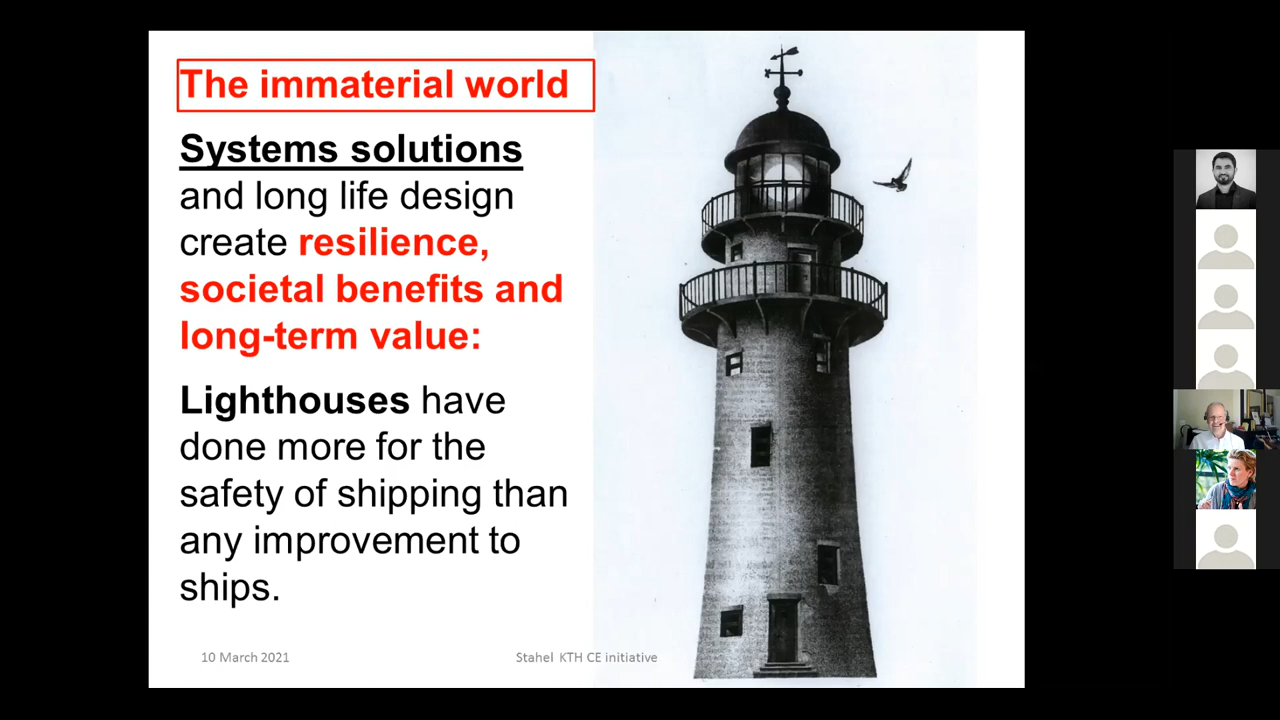 The immaterial world
Systems solutions
and long life design
create resilience,
societal benefits and
long-term value:
Lighthouses have
done more for the
safety of shipping than
any improvement to
ships.
10 March 2021
Stahel KTH CE initiative